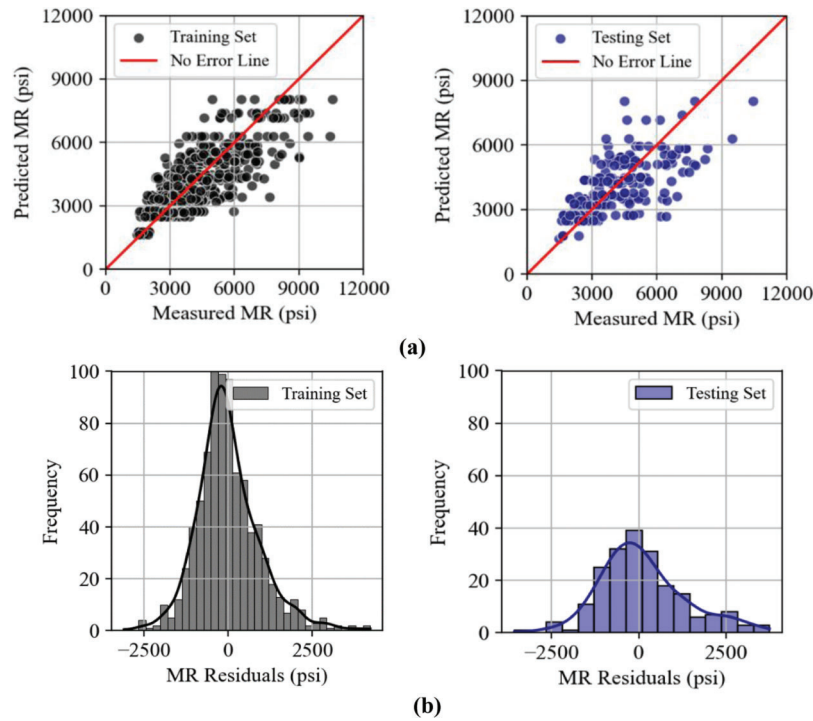 12000
9000
6000
3000
0
Predicted MR (psi)
Training Set
No Error Line
0 3000 6000 9000 12000
Measured MR (psi)
12000
9000
6000
3000
0
Predicted MR (psi)
Testing Set
No Error Line
0 3000 6000 9000 12000
Measured MR (psi)
(a)
100
80
60
40
20
0
Frequency
Training Set
−2500 0 2500
MR Residuals (psi)
100
80
60
40
20
0
Frequency
Testing Set
−2500 0 2500
MR Residuals (psi)
(b)